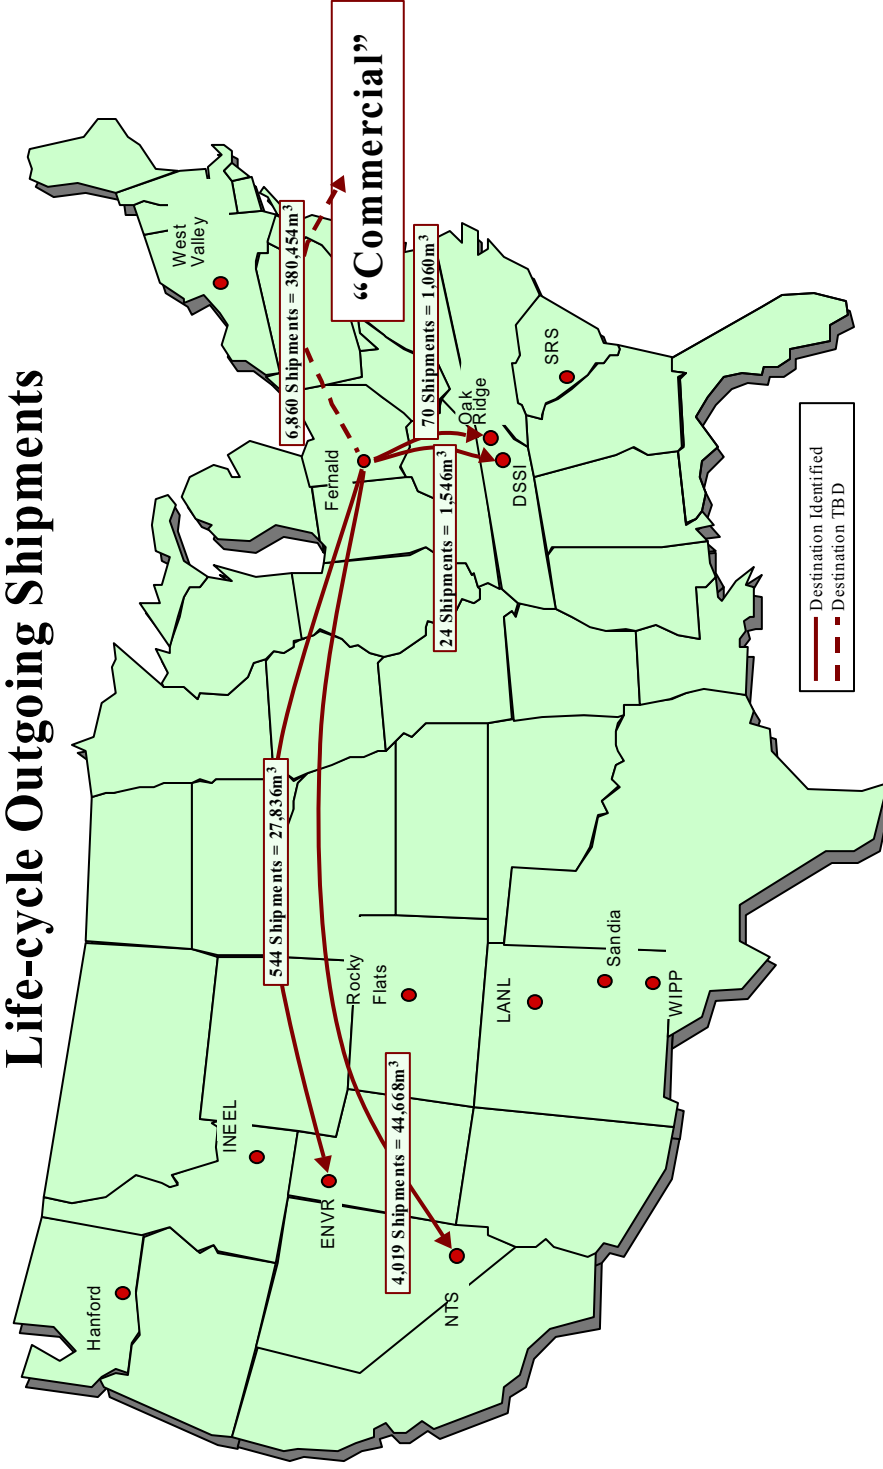 Life-cycle Outgoing Shipments
Hanford
INEEL
ENVR
NTS
544 Shipments = 27,836m³
4,019 Shipments = 44,668m³
Rocky
Flats
LANL
Sandia
WIPP
West
Valley
Fernald
6,860 Shipments = 380,454m³
“Commercial”
70 Shipments = 1,060m³
24 Shipments = 1,546m³
Oak
Ridge
DSSI
SRS
Destination Identified
Destination TBD